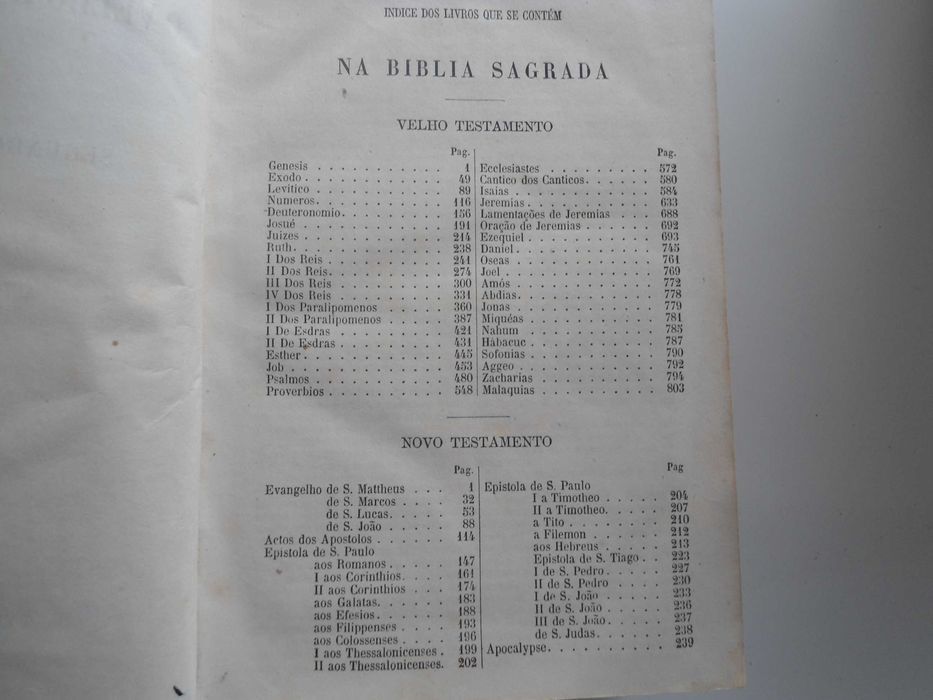 INDICE DOS LIVROS QUE SE CONTÉM
NA BIBLIA SAGRADA
VELHO TESTAMENTO
Pag.
Genesis . . . . . . . . . . . 1
Exodo . . . . . . . . . . . 49
Levitico . . . . . . . . . . . 89
Numeros. . . . . . . . . . . 116
Deuteronomio. . . . . . . . . 156
Josué . . . . . . . . . . . 191
Juizes . . . . . . . . . . . 214
Ruth. . . . . . . . . . . . 238
I Dos Reis . . . . . . . . . . 241
II Dos Reis. . . . . . . . . . 274
III Dos Reis . . . . . . . . . 300
IV Dos Reis . . . . . . . . . 331
I Dos Paralipomenos . . . . . . 360
II Dos Paralipomenos . . . . . 387
I De Esdras . . . . . . . . . 421
II De Esdras . . . . . . . . . 431
Esther. . . . . . . . . . . . 445
Job . . . . . . . . . . . . 453
Psalmos . . . . . . . . . . . 480
Proverbios . . . . . . . . . . 548
Pag.
Ecclesiastes . . . . . . . . . 572
Cantico dos Canticos. . . . . . 580
Isaias . . . . . . . . . . . 584
Jeremias. . . . . . . . . . . 633
Lamentações de Jeremias . . . 688
Oração de Jeremias . . . . . . 692
Ezequiel . . . . . . . . . . 693
Daniel. . . . . . . . . . . 745
Oseas . . . . . . . . . . . 761
Joel . . . . . . . . . . . . 769
Amós . . . . . . . . . . . 772
Abdias. . . . . . . . . . . 778
Jonas . . . . . . . . . . . 779
Miquéas . . . . . . . . . . 781
Nahum . . . . . . . . . . . 785
Habacuc . . . . . . . . . . 787
Sofonias . . . . . . . . . . 790
Aggeo . . . . . . . . . . . 792
Zacharias . . . . . . . . . 794
Malaquias . . . . . . . . . 803
NOVO TESTAMENTO
Pag.
Evangelho de S. Mattheus . . . 1
de S. Marcos . . . . 32
de S. Lucas. . . . . 53
de S. João . . . . 88
Actos dos Apostolos . . . . . . 114
Epistola de S. Paulo
aos Romanos . . . . . 147
I aos Corinthios. . . . . 161
II aos Corinthios . . . 174
aos Galatas. . . . . . 183
aos Efesios. . . . . . 188
aos Filippenses . . . . 193
aos Colossenses . . . . 196
I aos Thessalonicenses . 199
II aos Thessalonicenses. 202
Pag
Epistola de S. Paulo
I a Timotheo . . . . . 204
II a Timotheo. . . . . 207
a Tito . . . . . . . 210
a Filemon . . . . . . 212
aos Hebreus . . . . . 213
Epistola de S. Tiago . . 223
I de S. Pedro . . . . . 227
II de S. Pedro . . . . 230
I de S. João . . . . . 233
II de S. João . . . . . 236
III de S. João. . . . . 237
de S. Judas. . . . . . 238
Apocalypse. . . . . . . . . . 239